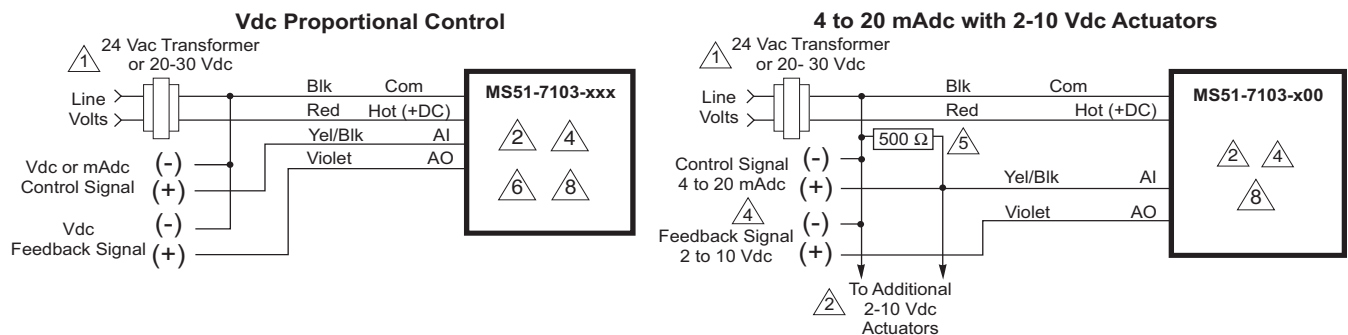 Vdc Proportional Control
1
24 Vac Transformer
or 20-30 Vdc
Line
Volts
Blk Com
Red Hot (+DC)
Yel/Blk AI
Violet AO
Vdc or mAdc
Control Signal
(-)
(+)
Vdc
Feedback Signal
(-)
(+)
MS51-7103-xxx
2 4
6 8
4 to 20 mAdc with 2-10 Vdc Actuators
1
24 Vac Transformer
or 20- 30 Vdc
Line
Volts
Blk Com
Red Hot (+DC)
500 Ω 5
Control Signal
4 to 20 mAdc
(-)
(+)
Yel/Blk AI
4
Feedback Signal
2 to 10 Vdc
(-)
(+)
Violet AO
2
To Additional
2-10 Vdc
Actuators
MS51-7103-x00
2 4
8